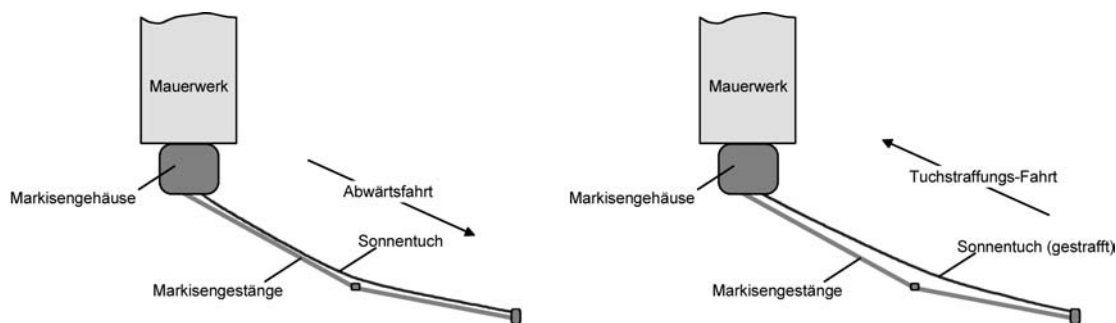 Mauerwerk
Markisengehäuse
Abwärtsfahrt
Sonnentuch
Markisengestänge
Mauerwerk
Markisengehäuse
Tuchstraffungs-Fahrt
Sonnentuch (gestrafft)
Markisengestänge